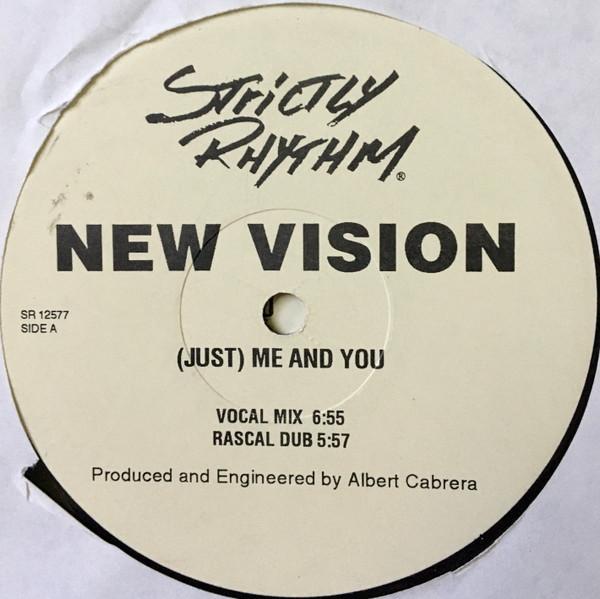 STRICTLY
RHYTHM®
NEW VISION
SR 12577
SIDE A
(JUST) ME AND YOU
VOCAL MIX 6:55
RASCAL DUB 5:57
Produced and Engineered by Albert Cabrera